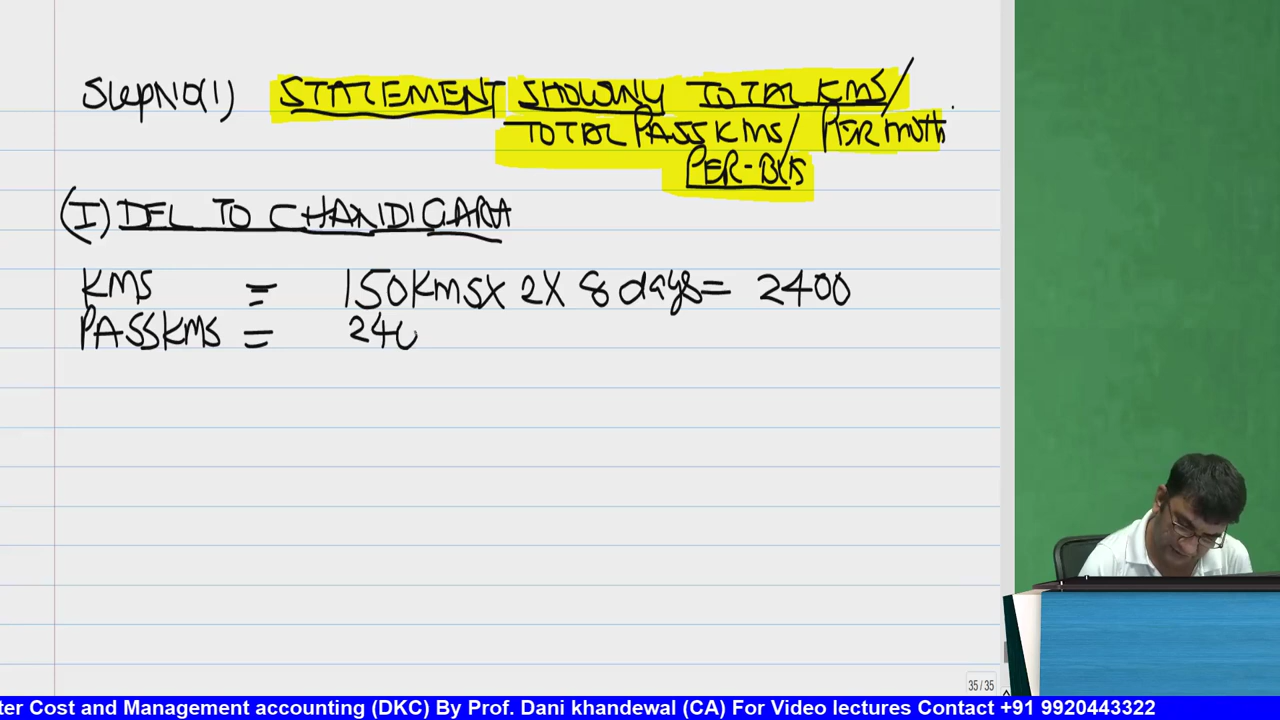 StepNo(1) STATEMENT SHOWING TOTAL KMS/
TOTAL PASSKMS/ PER MOTH
PER-BUS
(I) DEL TO CHANDIGARH
KMS = 150KMSX 2X 8 days= 2400
PASSKMS = 240
35/35
ter Cost and Management accounting (DKC) By Prof. Dani khandewal (CA) For Video lectures Contact +91 9920443322